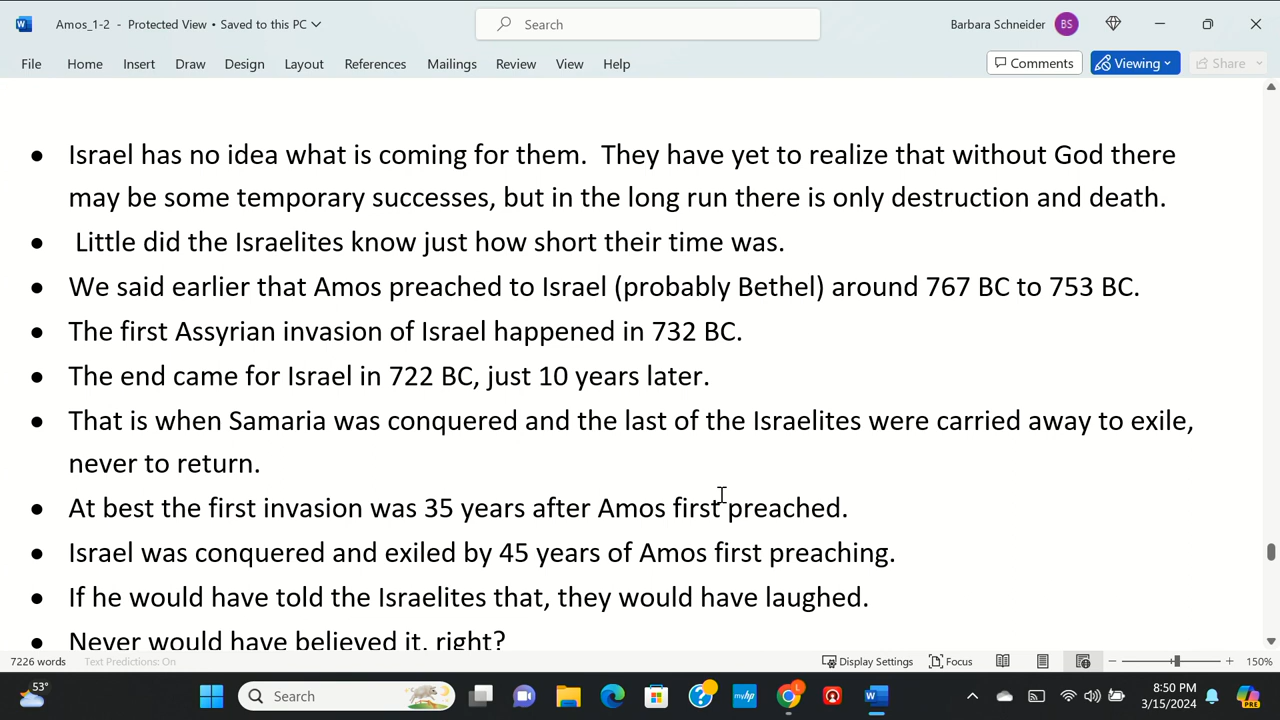 Amos_1-2 - Protected View • Saved to this PC
Search
Barbara Schneider
BS
File Home Insert Draw Design Layout References Mailings Review View Help
Comments Viewing Share
• Israel has no idea what is coming for them.  They have yet to realize that without God there
may be some temporary successes, but in the long run there is only destruction and death.
• Little did the Israelites know just how short their time was.
• We said earlier that Amos preached to Israel (probably Bethel) around 767 BC to 753 BC.
• The first Assyrian invasion of Israel happened in 732 BC.
• The end came for Israel in 722 BC, just 10 years later.
• That is when Samaria was conquered and the last of the Israelites were carried away to exile,
never to return.
• At best the first invasion was 35 years after Amos first preached.
• Israel was conquered and exiled by 45 years of Amos first preaching.
• If he would have told the Israelites that, they would have laughed.
• Never would have believed it, right?
7226 words Text Predictions: On Display Settings Focus 150%
53° Search myhp 8:50 PM
3/15/2024
PRE